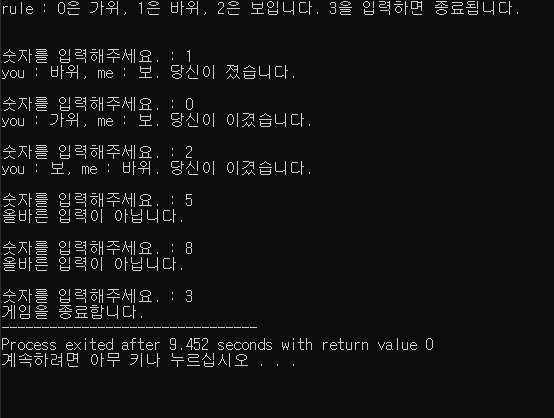 rule : 0은 가위, 1은 바위, 2은 보입니다. 3을 입력하면 종료됩니다.
숫자를 입력해주세요. : 1
you : 바위, me : 보. 당신이 졌습니다.
숫자를 입력해주세요. : 0
you : 가위, me : 보. 당신이 이겼습니다.
숫자를 입력해주세요. : 2
you : 보, me : 바위. 당신이 이겼습니다.
숫자를 입력해주세요. : 5
올바른 입력이 아닙니다.
숫자를 입력해주세요. : 8
올바른 입력이 아닙니다.
숫자를 입력해주세요. : 3
게임을 종료합니다.
--------------------------------
Process exited after 9.452 seconds with return value 0
계속하려면 아무 키나 누르십시오 . . .